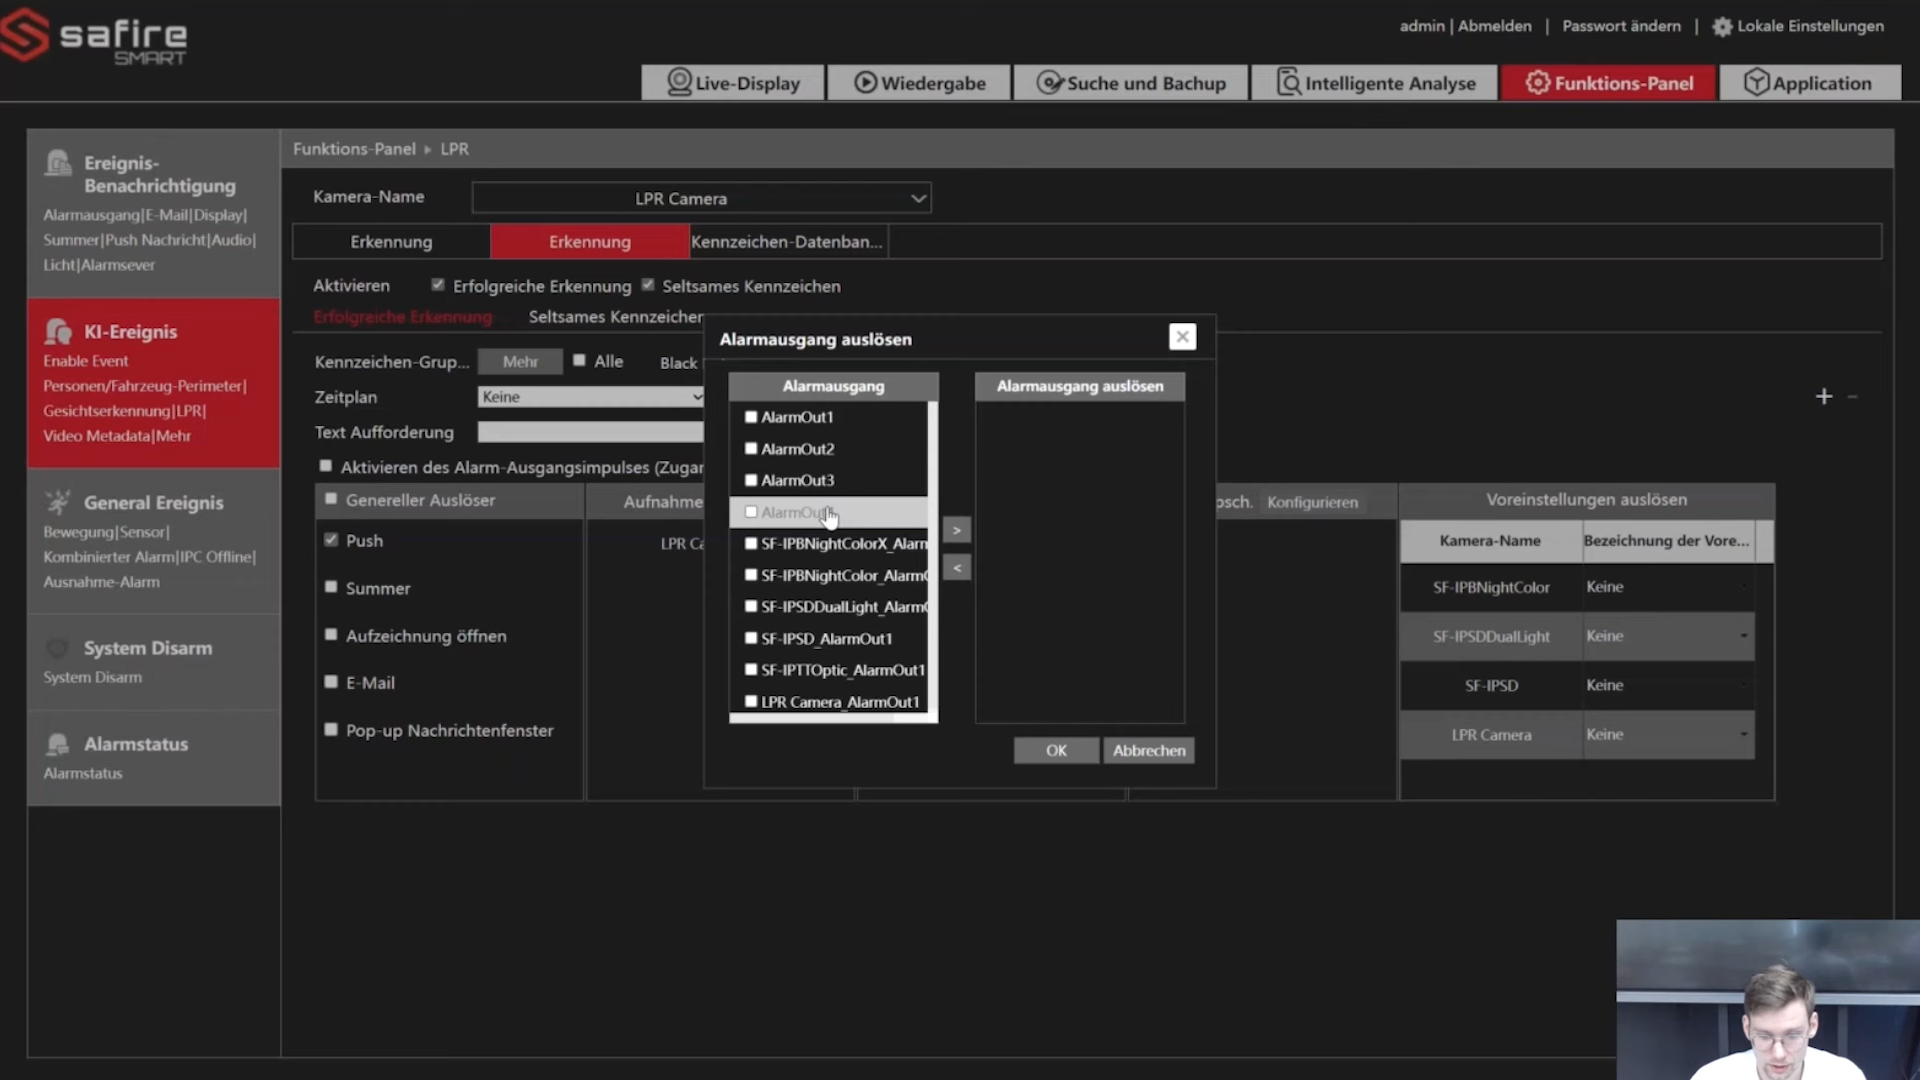 safire
SMART
admin | Abmelden | Passwort ändern | Lokale Einstellungen
Live-Display
Wiedergabe
Suche und Bachup
Intelligente Analyse
Funktions-Panel
Application
Ereignis-
Benachrichtigung
Alarmausgang|E-Mail|Display|
Summer|Push Nachricht|Audio|
Licht|Alarmsever
KI-Ereignis
Enable Event
Personen/Fahrzeug-Perimeter|
Gesichtserkennung|LPR|
Video Metadata|Mehr
General Ereignis
Bewegung|Sensor|
Kombinierter Alarm|IPC Offline|
Ausnahme-Alarm
System Disarm
System Disarm
Alarmstatus
Alarmstatus
Funktions-Panel ▸ LPR
Kamera-Name
LPR Camera
Erkennung
Erkennung
Kennzeichen-Datenban...
Aktivieren
Erfolgreiche Erkennung
Seltsames Kennzeichen
Erfolgreiche Erkennung
Seltsames Kennzeichen
Kennzeichen-Grup...
Mehr
Alle
Black
Zeitplan
Keine
Text Aufforderung
+ -
Aktivieren des Alarm-Ausgangsimpulses (Zugar
Genereller Auslöser
Push
Summer
Aufzeichnung öffnen
E-Mail
Pop-up Nachrichtenfenster
Aufnahme
LPR Ca
Alarmausgang auslösen
Alarmausgang
AlarmOut1
AlarmOut2
AlarmOut3
AlarmOut
SF-IPBNightColorX_Alarm
SF-IPBNightColor_AlarmO
SF-IPSDDualLight_AlarmO
SF-IPSD_AlarmOut1
SF-IPTTOptic_AlarmOut1
LPR Camera_AlarmOut1
>
<
Alarmausgang auslösen
OK
Abbrechen
osch.
Konfigurieren
Voreinstellungen auslösen
Kamera-Name
Bezeichnung der Vore...
SF-IPBNightColor
Keine
SF-IPSDDualLight
Keine
SF-IPSD
Keine
LPR Camera
Keine